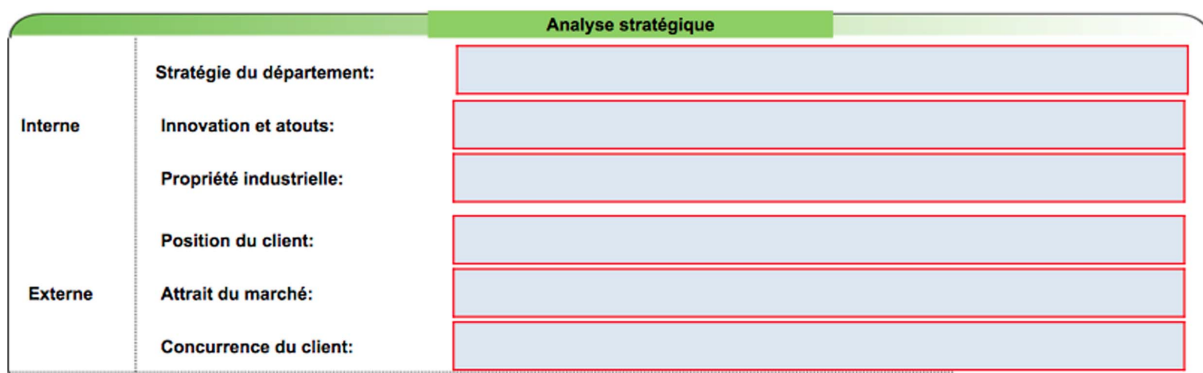 Analyse stratégique
Stratégie du département:
Interne
Innovation et atouts:
Propriété industrielle:
Position du client:
Externe
Attrait du marché:
Concurrence du client: